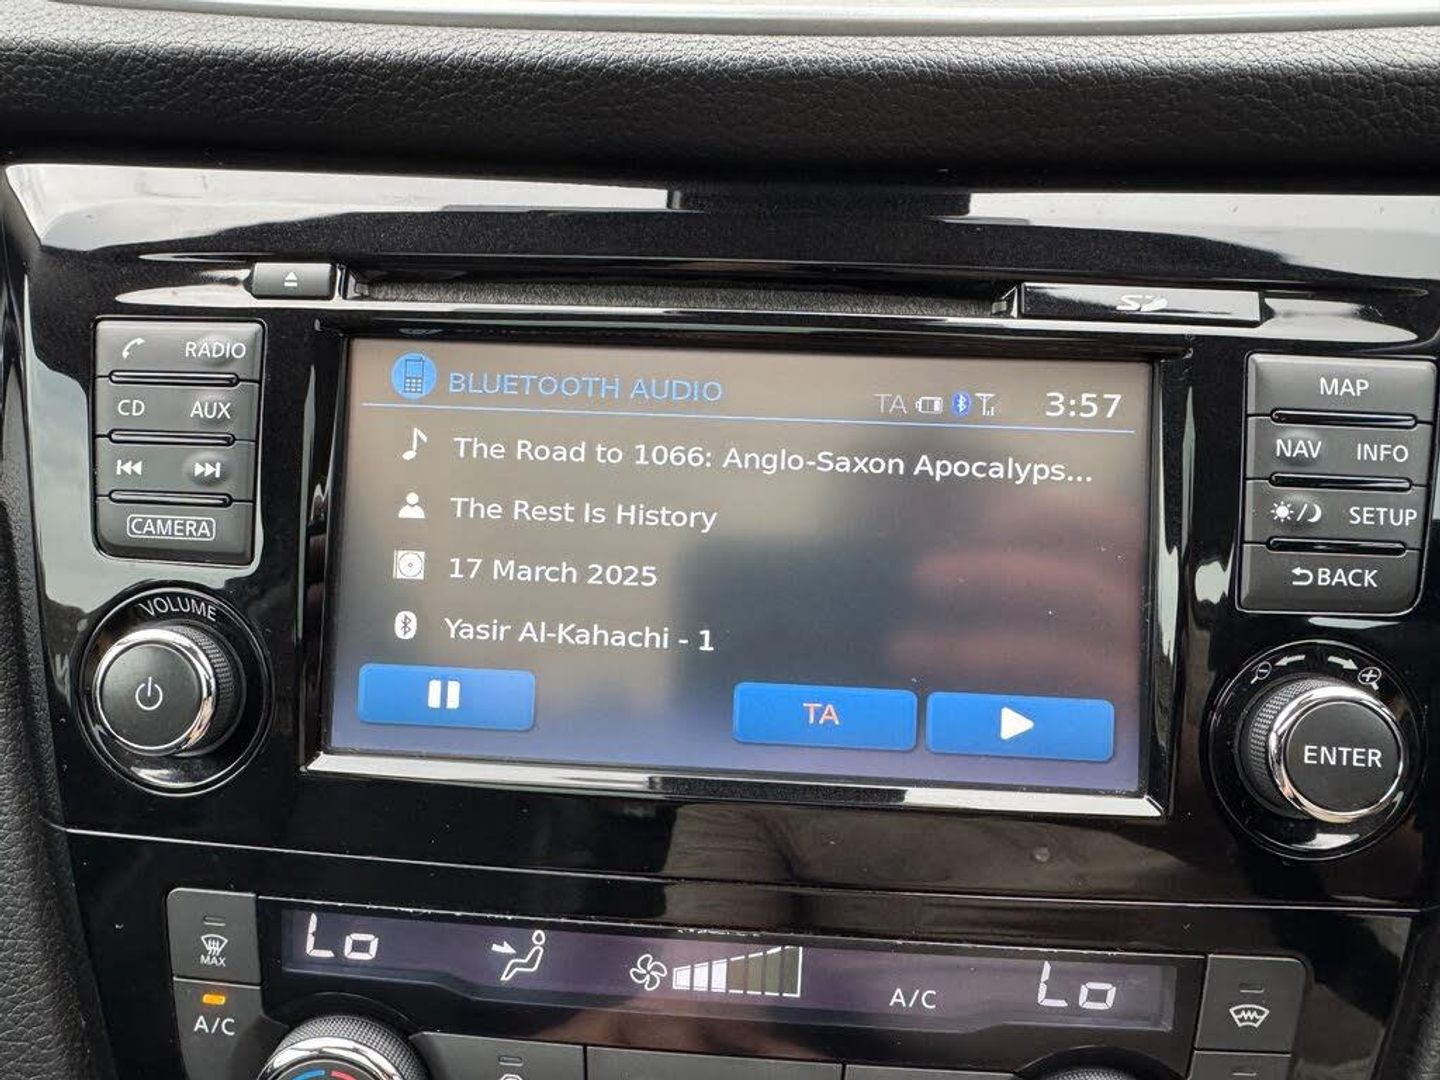 SD
RADIO
CD AUX
CAMERA
VOLUME
BLUETOOTH AUDIO TA 3:57
The Road to 1066: Anglo-Saxon Apocalyps...
The Rest Is History
17 March 2025
Yasir Al-Kahachi - 1
TA
MAP
NAV INFO
SETUP
BACK
ENTER
MAX
A/C
Lo A/C Lo